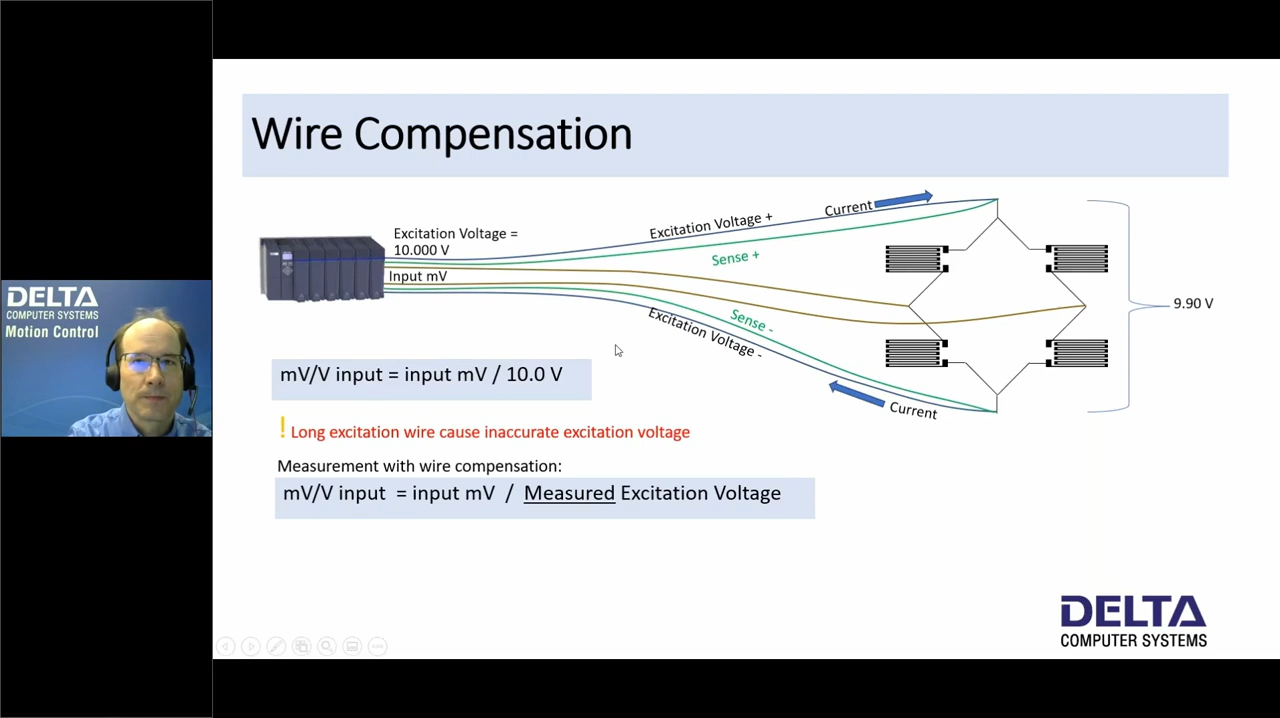 Wire Compensation
Excitation Voltage =
10.000 V
Input mV
Excitation Voltage +
Current
Sense +
Sense -
Excitation Voltage -
Current
9.90 V
DELTA
COMPUTER SYSTEMS
Motion Control
mV/V input = input mV / 10.0 V
! Long excitation wire cause inaccurate excitation voltage
Measurement with wire compensation:
mV/V input = input mV / Measured Excitation Voltage
DELTA
COMPUTER SYSTEMS